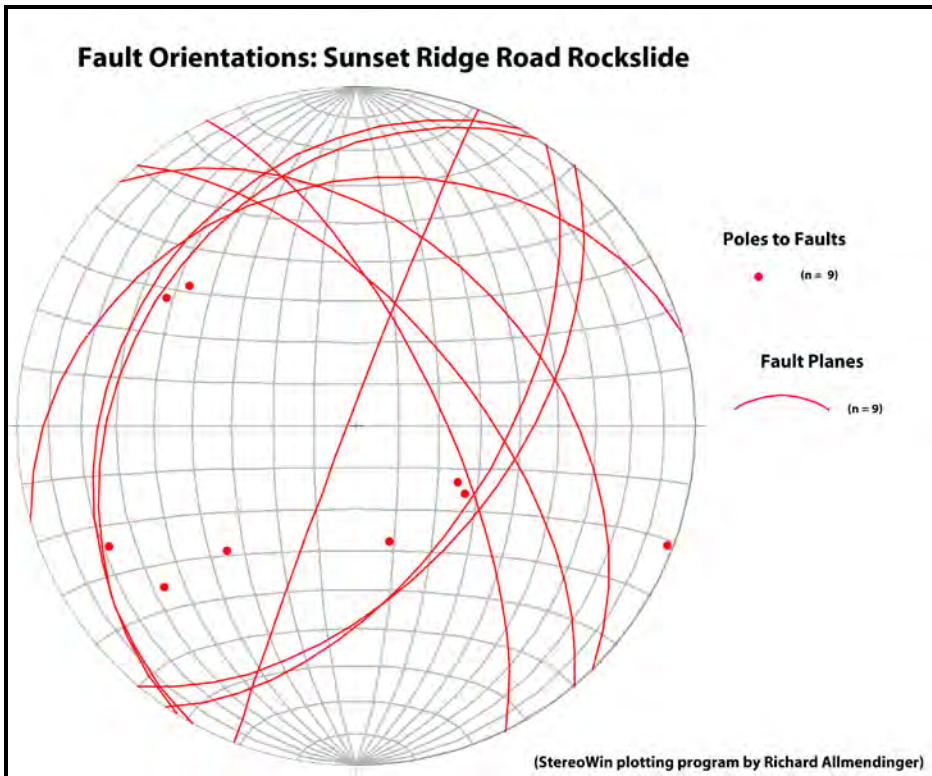 Fault Orientations: Sunset Ridge Road Rockslide
Poles to Faults
(n = 9)
Fault Planes
(n = 9)
(StereoWin plotting program by Richard Allmendinger)